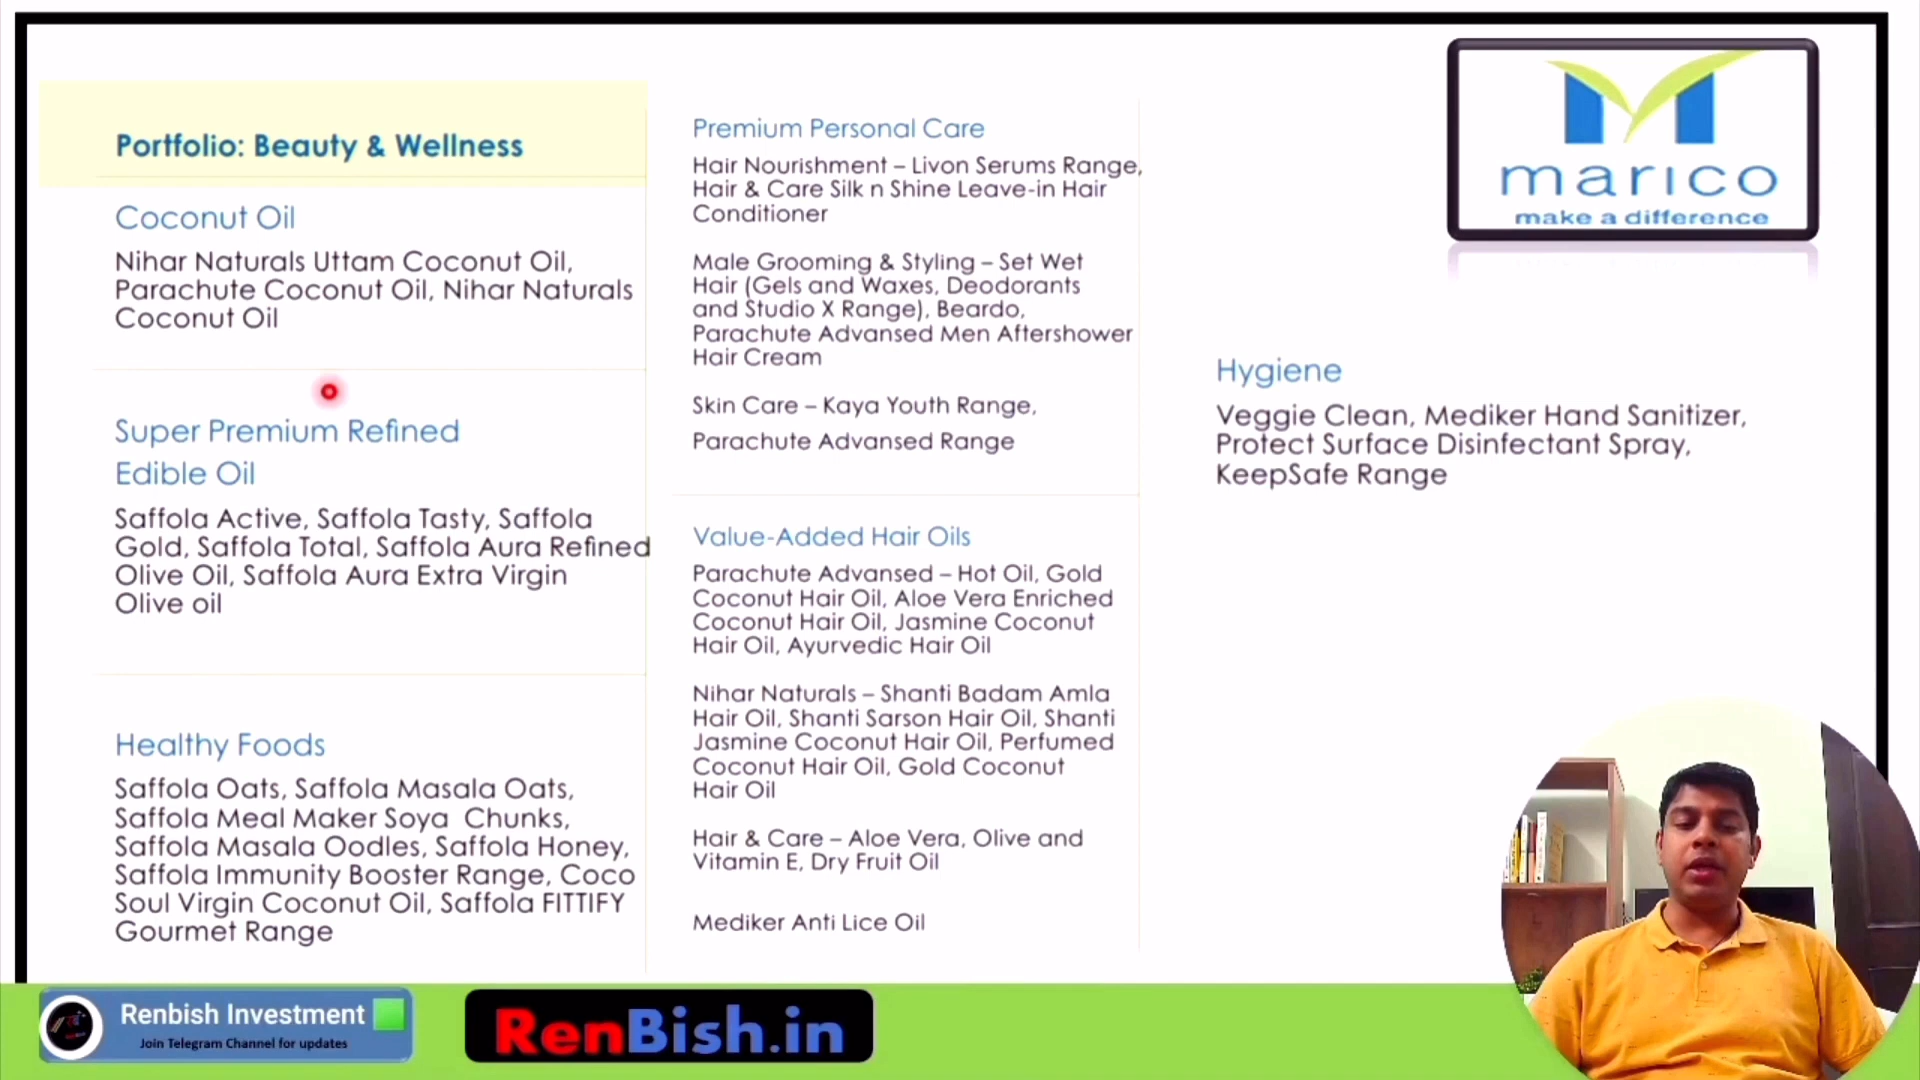 Portfolio: Beauty & Wellness
Coconut Oil
Nihar Naturals Uttam Coconut Oil,
Parachute Coconut Oil, Nihar Naturals
Coconut Oil
Super Premium Refined
Edible Oil
Saffola Active, Saffola Tasty, Saffola
Gold, Saffola Total, Saffola Aura Refined
Olive Oil, Saffola Aura Extra Virgin
Olive oil
Healthy Foods
Saffola Oats, Saffola Masala Oats,
Saffola Meal Maker Soya Chunks,
Saffola Masala Oodles, Saffola Honey,
Saffola Immunity Booster Range, Coco
Soul Virgin Coconut Oil, Saffola FITTIFY
Gourmet Range
Premium Personal Care
Hair Nourishment – Livon Serums Range,
Hair & Care Silk n Shine Leave-in Hair
Conditioner
Male Grooming & Styling – Set Wet
Hair (Gels and Waxes, Deodorants
and Studio X Range), Beardo,
Parachute Advansed Men Aftershower
Hair Cream
Skin Care – Kaya Youth Range,
Parachute Advansed Range
Value-Added Hair Oils
Parachute Advansed – Hot Oil, Gold
Coconut Hair Oil, Aloe Vera Enriched
Coconut Hair Oil, Jasmine Coconut
Hair Oil, Ayurvedic Hair Oil
Nihar Naturals – Shanti Badam Amla
Hair Oil, Shanti Sarson Hair Oil, Shanti
Jasmine Coconut Hair Oil, Perfumed
Coconut Hair Oil, Gold Coconut
Hair Oil
Hair & Care – Aloe Vera, Olive and
Vitamin E, Dry Fruit Oil
Mediker Anti Lice Oil
marico
make a difference
Hygiene
Veggie Clean, Mediker Hand Sanitizer,
Protect Surface Disinfectant Spray,
KeepSafe Range
Renbish Investment
Join Telegram Channel for updates
RenBish.in